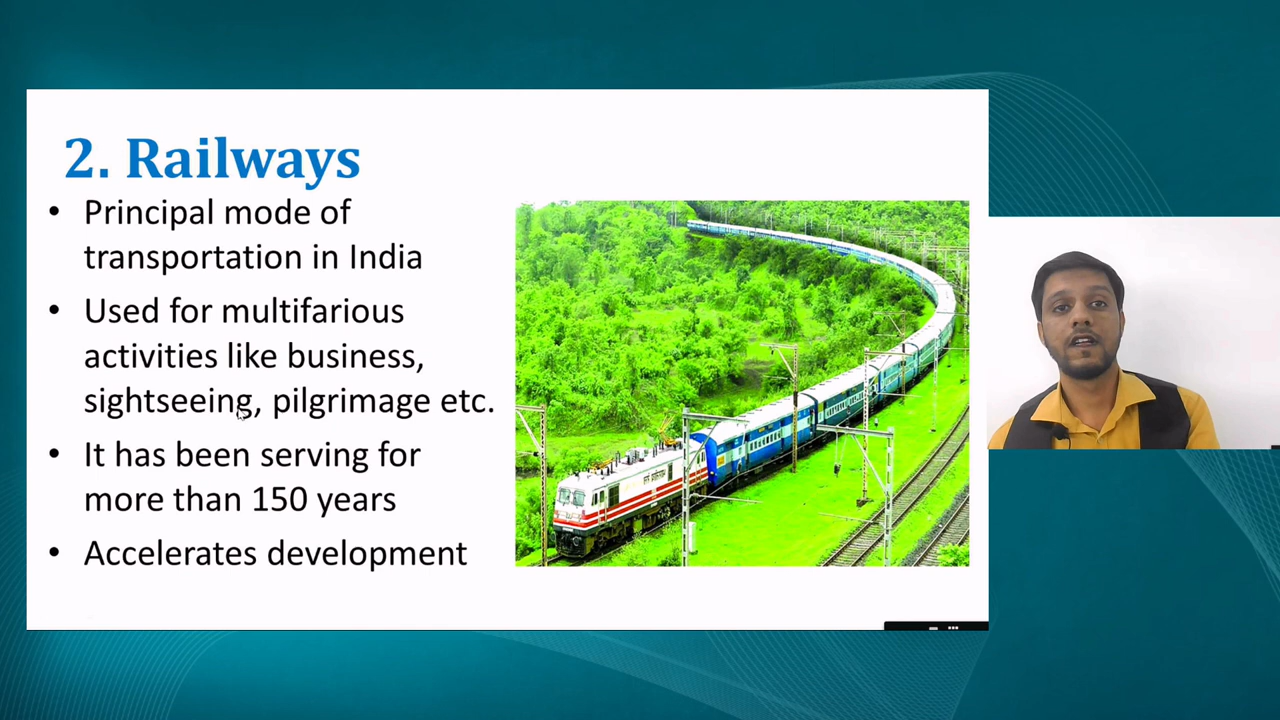 2. Railways
• Principal mode of
transportation in India
• Used for multifarious
activities like business,
sightseeing, pilgrimage etc.
• It has been serving for
more than 150 years
• Accelerates development